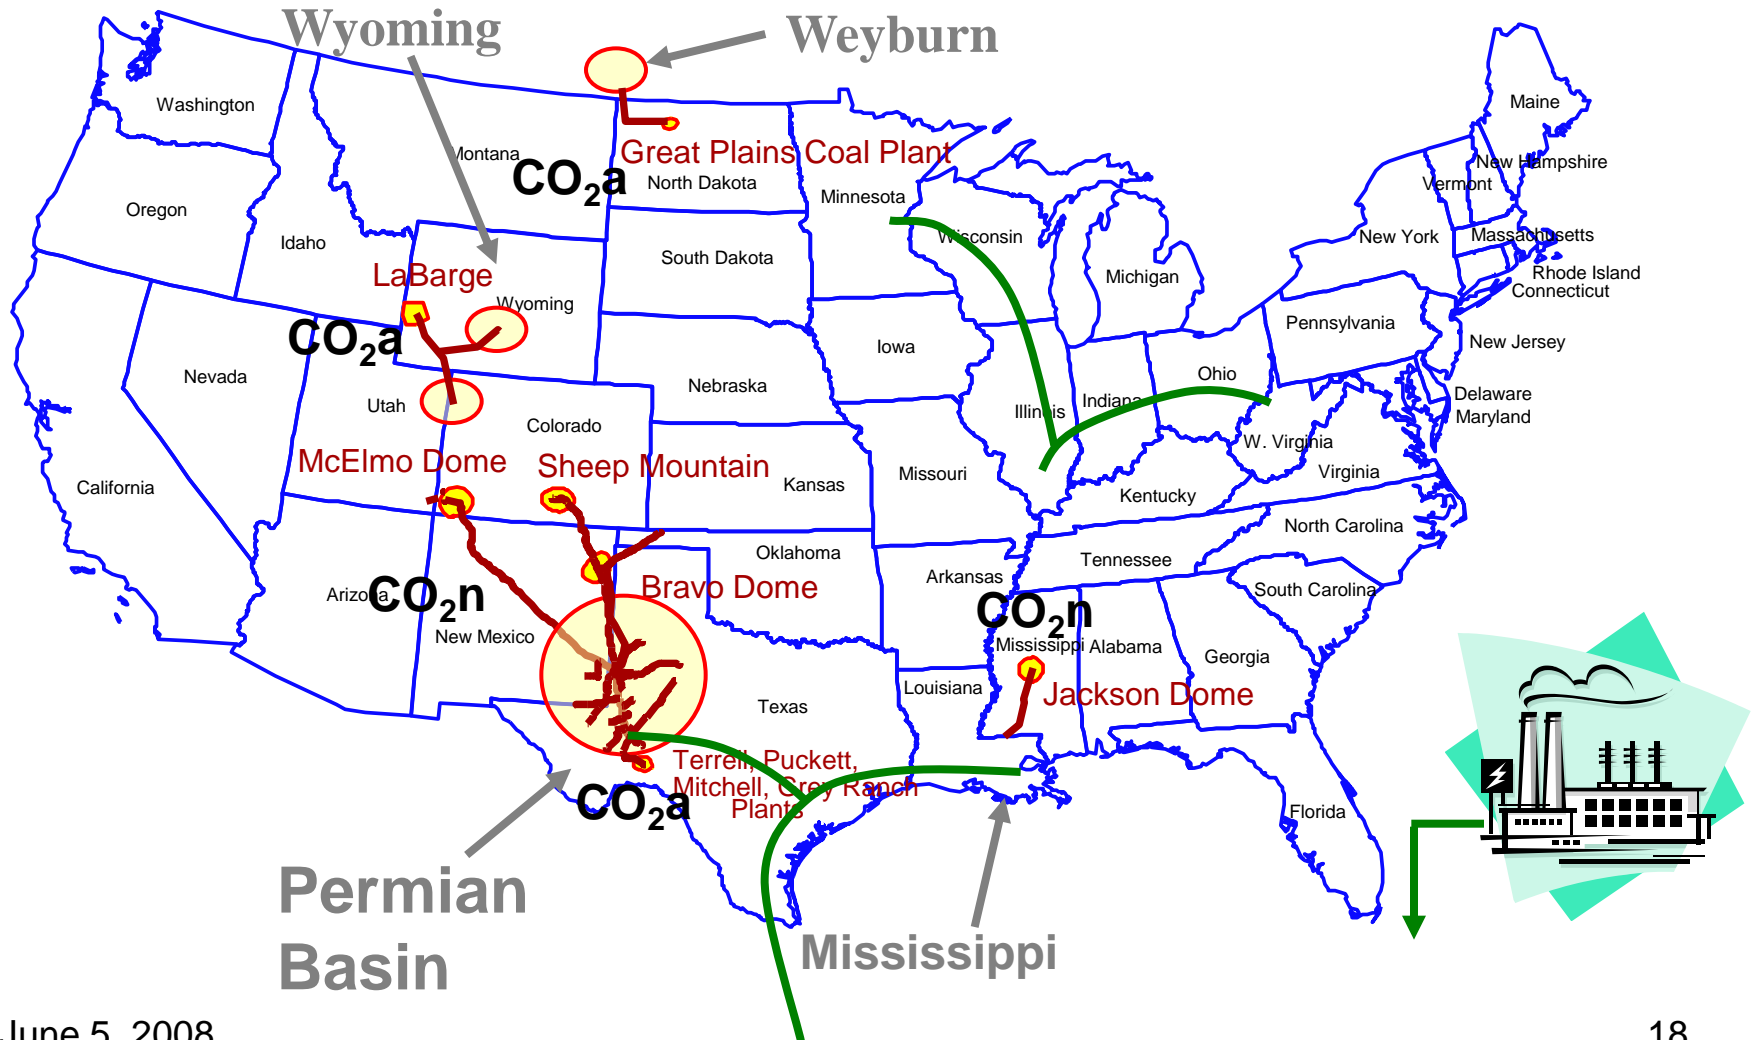 Wyoming
Weyburn
Washington
Maine
Montana
Great Plains Coal Plant
CO2a
North Dakota
Minnesota
New Hampshire
Vermont
Oregon
Idaho
Wisconsin
New York
Massachusetts
South Dakota
Michigan
Rhode Island
Connecticut
LaBarge
Wyoming
CO2a
Pennsylvania
New Jersey
Iowa
Nevada
Nebraska
Ohio
Utah
Illinois
Indiana
Delaware
Maryland
Colorado
W. Virginia
McElmo Dome
Sheep Mountain
Missouri
Virginia
California
Kansas
Kentucky
North Carolina
Oklahoma
Tennessee
Arkansas
South Carolina
Arizona
CO2n
Bravo Dome
CO2n
New Mexico
Mississippi
Alabama
Georgia
Louisiana
Jackson Dome
Texas
Terrell, Puckett,
Mitchell, Grey Ranch
Plants
CO2a
Florida
Permian
Basin
Mississippi
June 5, 2008
18